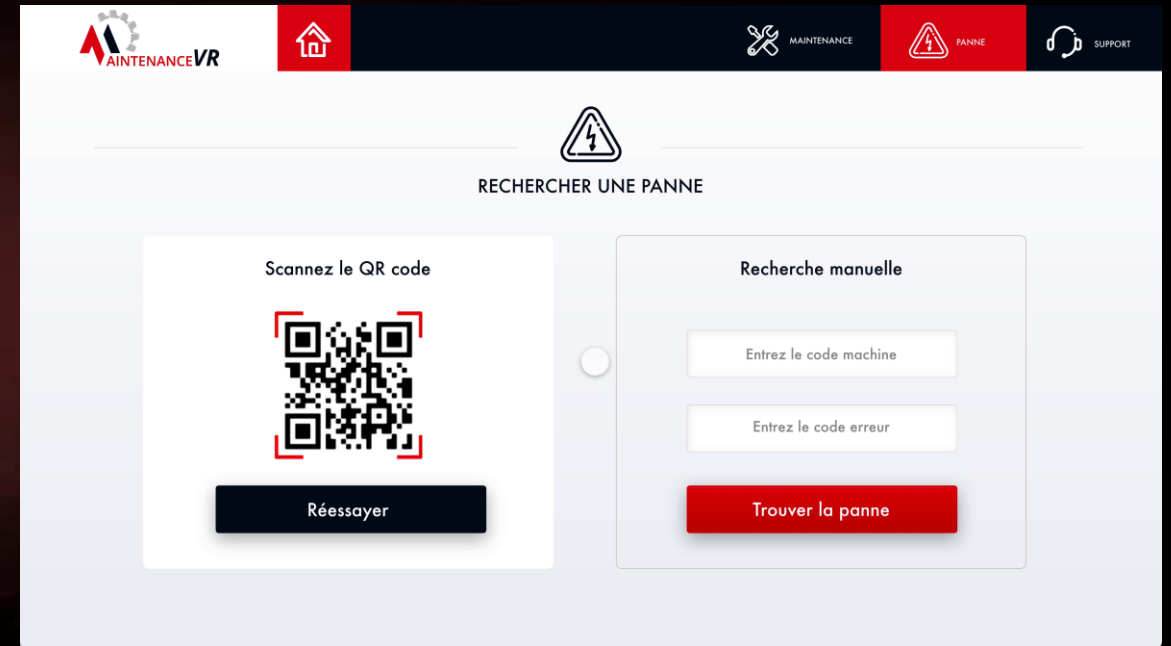 MAINTENANCEVR
MAINTENANCE
PANNE
SUPPORT
RECHERCHER UNE PANNE
Scannez le QR code
Réessayer
Recherche manuelle
Entrez le code machine
Entrez le code erreur
Trouver la panne